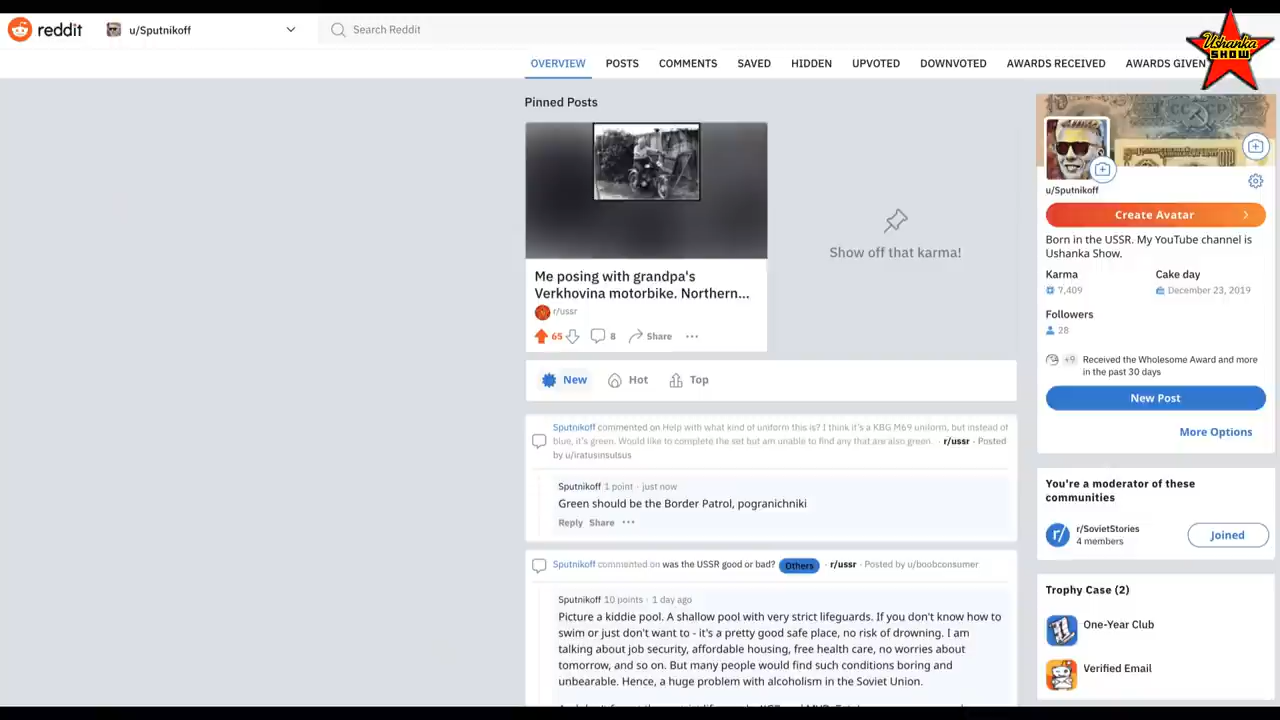 reddit
u/Sputnikoff
Search Reddit
Ushanka
SHOW
OVERVIEW POSTS COMMENTS SAVED HIDDEN UPVOTED DOWNVOTED AWARDS RECEIVED AWARDS GIVEN
Pinned Posts
Me posing with grandpa's
Verkhovina motorbike. Northern...
r/ussr
65 8 Share ...
Show off that karma!
New Hot Top
Sputnikoff commented on Help with what kind of uniform this is? I think it's a KBG M69 uniform, but instead of
blue, it's green. Would like to complete the set but am unable to find any that are also green. · r/ussr · Posted
by u/iratusinsulsus
Sputnikoff 1 point · just now
Green should be the Border Patrol, pogranichniki
Reply Share ...
Sputnikoff commented on was the USSR good or bad? Others · r/ussr · Posted by u/boobconsumer
Sputnikoff 10 points · 1 day ago
Picture a kiddie pool. A shallow pool with very strict lifeguards. If you don't know how to
swim or just don't want to - it's a pretty good safe place, no risk of drowning. I am
talking about job security, affordable housing, free health care, no worries about
tomorrow, and so on. But many people would find such conditions boring and
unbearable. Hence, a huge problem with alcoholism in the Soviet Union.
u/Sputnikoff
Create Avatar
Born in the USSR. My YouTube channel is
Ushanka Show.
Karma Cake day
7,409 December 23, 2019
Followers
28
+9 Received the Wholesome Award and more
in the past 30 days
New Post
More Options
You're a moderator of these
communities
r/ r/SovietStories
4 members
Joined
Trophy Case (2)
One-Year Club
Verified Email